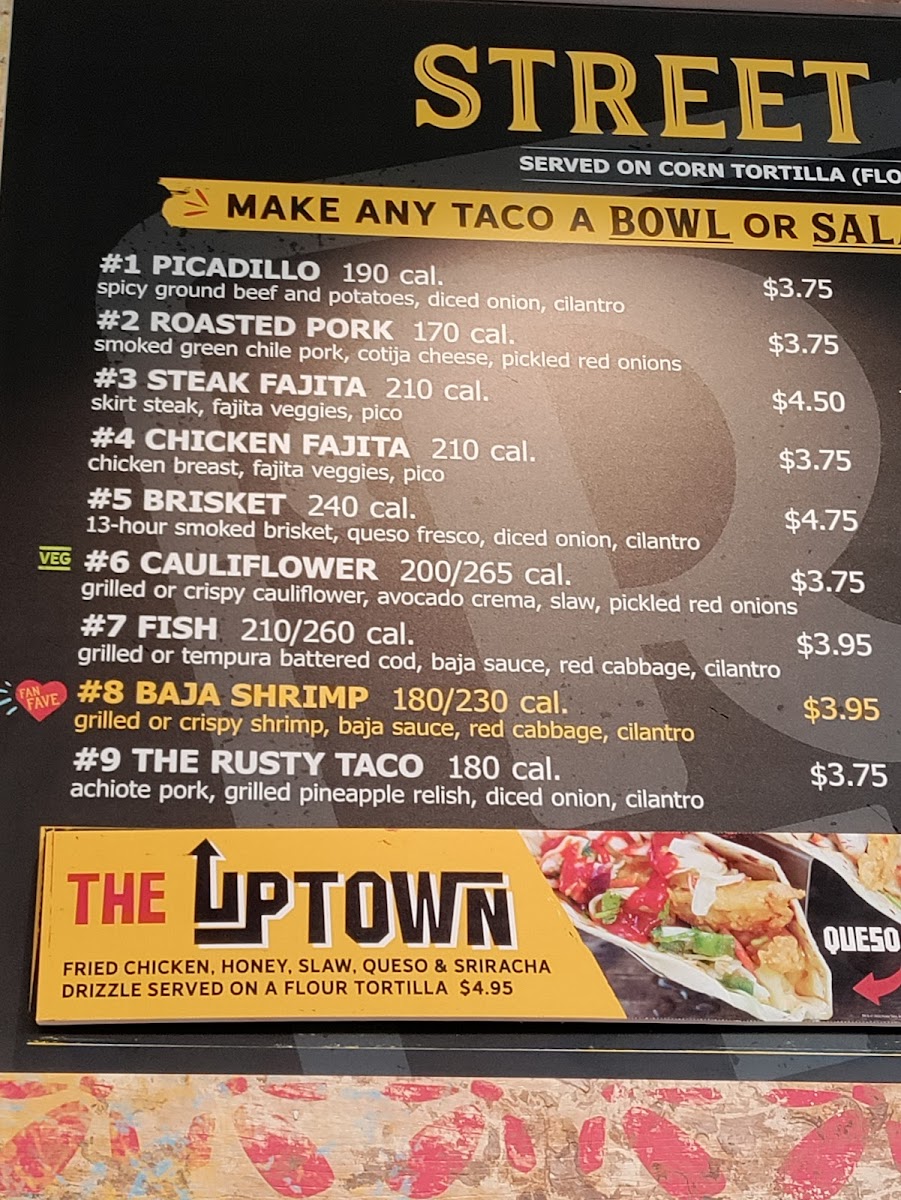 STREET
SERVED ON CORN TORTILLA (FLO
MAKE ANY TACO A BOWL OR SAL
#1 PICADILLO 190 cal. $3.75
spicy ground beef and potatoes, diced onion, cilantro
#2 ROASTED PORK 170 cal. $3.75
smoked green chile pork, cotija cheese, pickled red onions
#3 STEAK FAJITA 210 cal. $4.50
skirt steak, fajita veggies, pico
#4 CHICKEN FAJITA 210 cal. $3.75
chicken breast, fajita veggies, pico
#5 BRISKET 240 cal. $4.75
13-hour smoked brisket, queso fresco, diced onion, cilantro
VEG #6 CAULIFLOWER 200/265 cal. $3.75
grilled or crispy cauliflower, avocado crema, slaw, pickled red onions
#7 FISH 210/260 cal. $3.95
grilled or tempura battered cod, baja sauce, red cabbage, cilantro
FAN FAVE #8 BAJA SHRIMP 180/230 cal. $3.95
grilled or crispy shrimp, baja sauce, red cabbage, cilantro
#9 THE RUSTY TACO 180 cal. $3.75
achiote pork, grilled pineapple relish, diced onion, cilantro
THE UPTOWN
FRIED CHICKEN, HONEY, SLAW, QUESO & SRIRACHA
DRIZZLE SERVED ON A FLOUR TORTILLA $4.95
QUESO